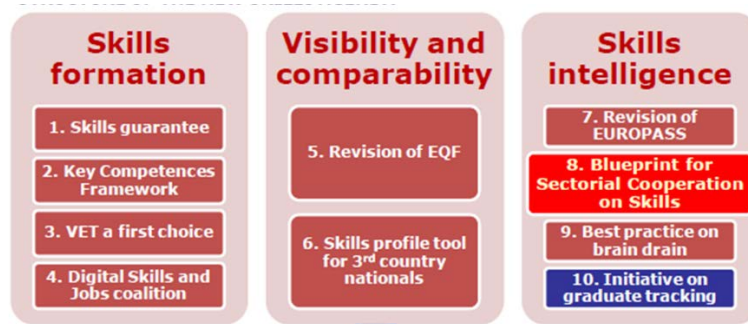 Skills
formation
1. Skills guarantee
2. Key Competences
Framework
3. VET a first choice
4. Digital Skills and
Jobs coalition
Visibility and
comparability
5. Revision of EQF
6. Skills profile tool
for 3rd country
nationals
Skills
intelligence
7. Revision of
EUROPASS
8. Blueprint for
Sectorial Cooperation
on Skills
9. Best practice on
brain drain
10. Initiative on
graduate tracking